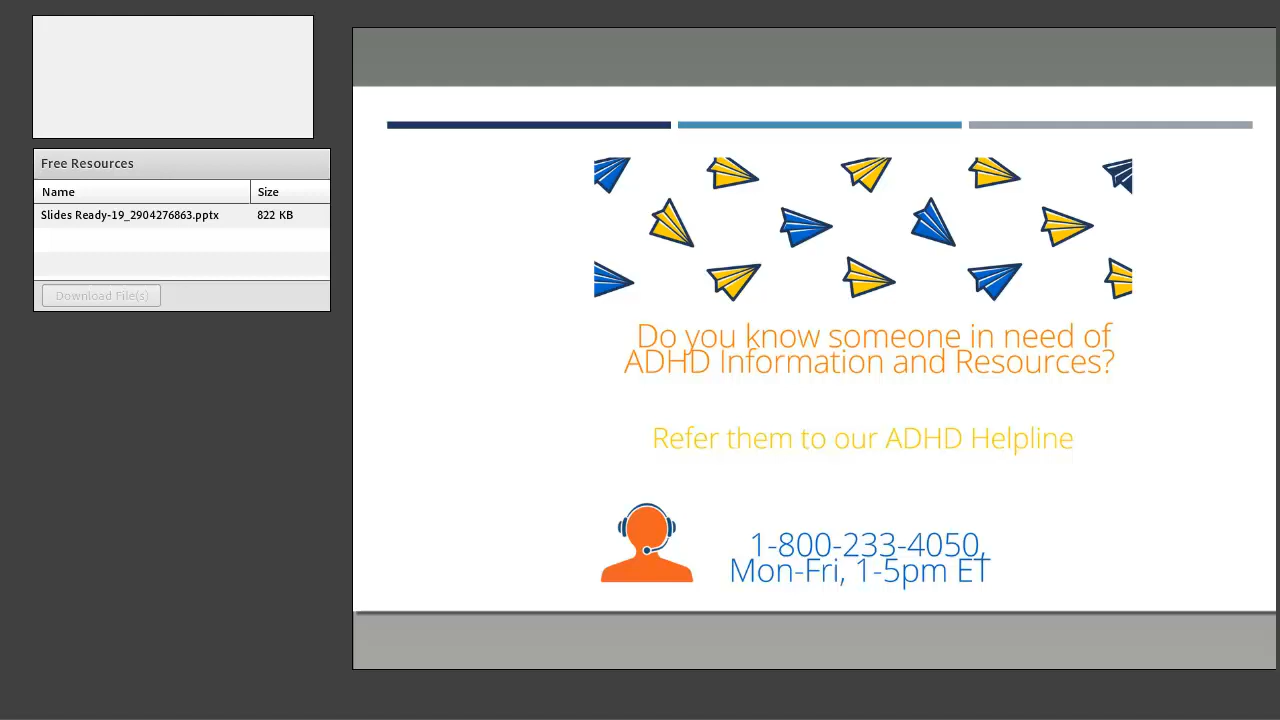 Free Resources
Name Size
Slides Ready-19_2904276863.pptx 822 KB
Download File(s)
Do you know someone in need of
ADHD Information and Resources?
Refer them to our ADHD Helpline
1-800-233-4050,
Mon-Fri, 1-5pm ET